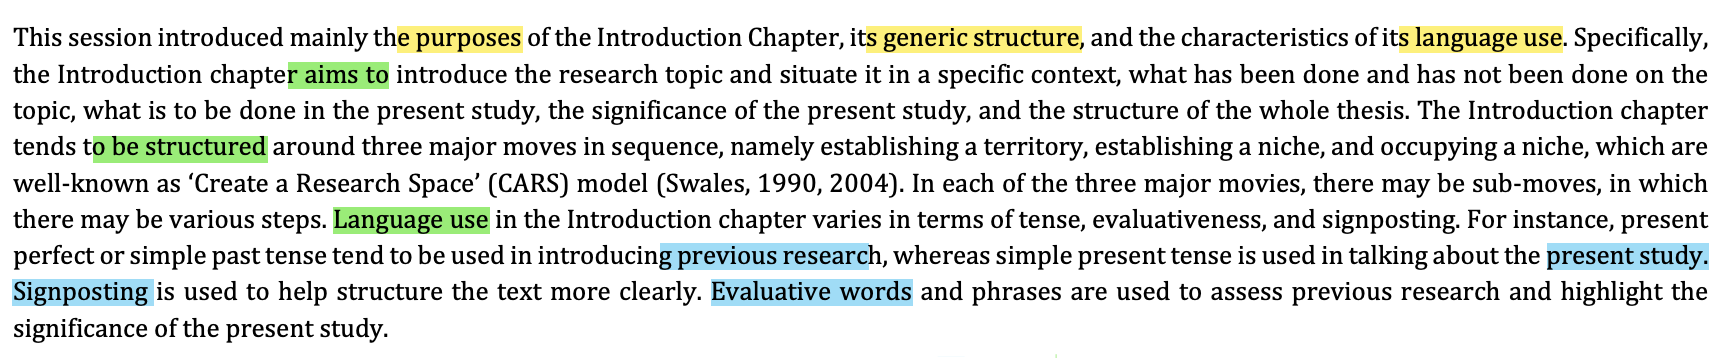 This session introduced mainly the purposes of the Introduction Chapter, its generic structure, and the characteristics of its language use. Specifically,
the Introduction chapter aims to introduce the research topic and situate it in a specific context, what has been done and has not been done on the
topic, what is to be done in the present study, the significance of the present study, and the structure of the whole thesis. The Introduction chapter
tends to be structured around three major moves in sequence, namely establishing a territory, establishing a niche, and occupying a niche, which are
well-known as ‘Create a Research Space’ (CARS) model (Swales, 1990, 2004). In each of the three major movies, there may be sub-moves, in which
there may be various steps. Language use in the Introduction chapter varies in terms of tense, evaluativeness, and signposting. For instance, present
perfect or simple past tense tend to be used in introducing previous research, whereas simple present tense is used in talking about the present study.
Signposting is used to help structure the text more clearly. Evaluative words and phrases are used to assess previous research and highlight the
significance of the present study.